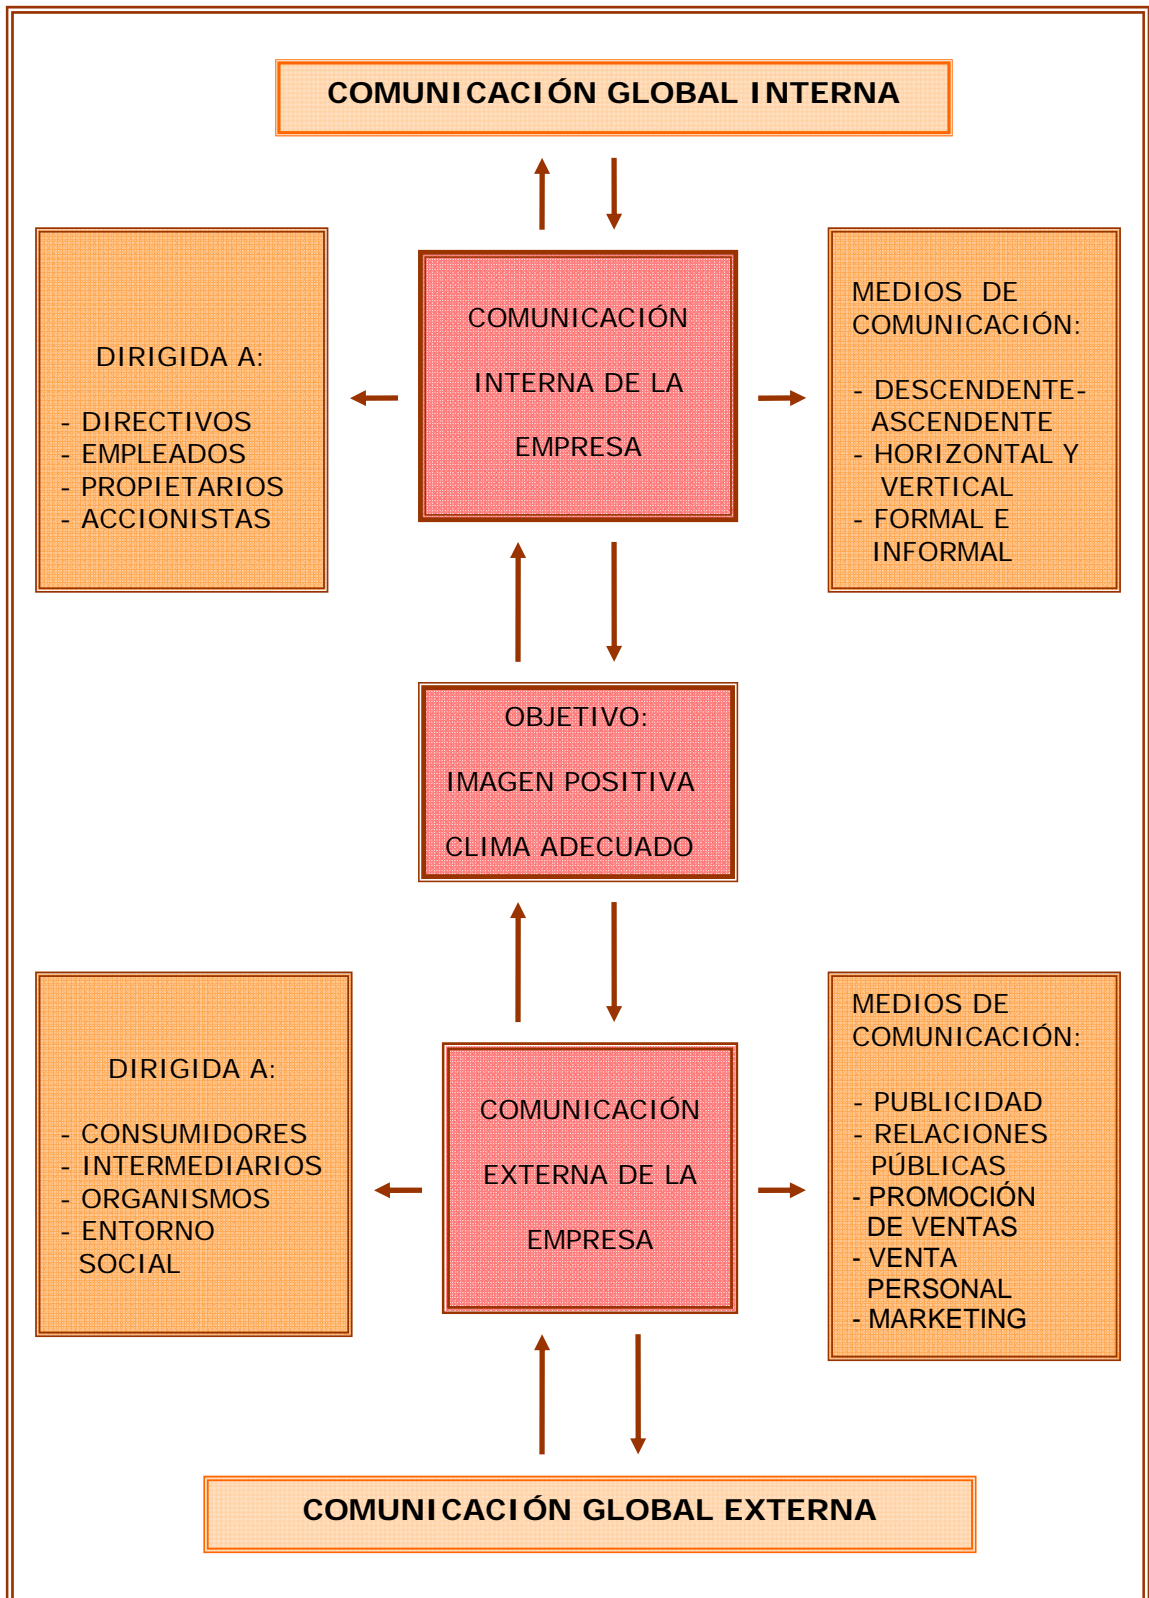 COMUNICACIÓN GLOBAL INTERNA
DIRIGIDA A:
- DIRECTIVOS
- EMPLEADOS
- PROPIETARIOS
- ACCIONISTAS
COMUNICACIÓN
INTERNA DE LA
EMPRESA
MEDIOS DE
COMUNICACIÓN:
- DESCENDENTE-
ASCENDENTE
- HORIZONTAL Y
VERTICAL
- FORMAL E
INFORMAL
OBJETIVO:
IMAGEN POSITIVA
CLIMA ADECUADO
DIRIGIDA A:
- CONSUMIDORES
- INTERMEDIARIOS
- ORGANISMOS
- ENTORNO
SOCIAL
COMUNICACIÓN
EXTERNA DE LA
EMPRESA
MEDIOS DE
COMUNICACIÓN:
- PUBLICIDAD
- RELACIONES
PÚBLICAS
- PROMOCIÓN
DE VENTAS
- VENTA
PERSONAL
- MARKETING
COMUNICACIÓN GLOBAL EXTERNA